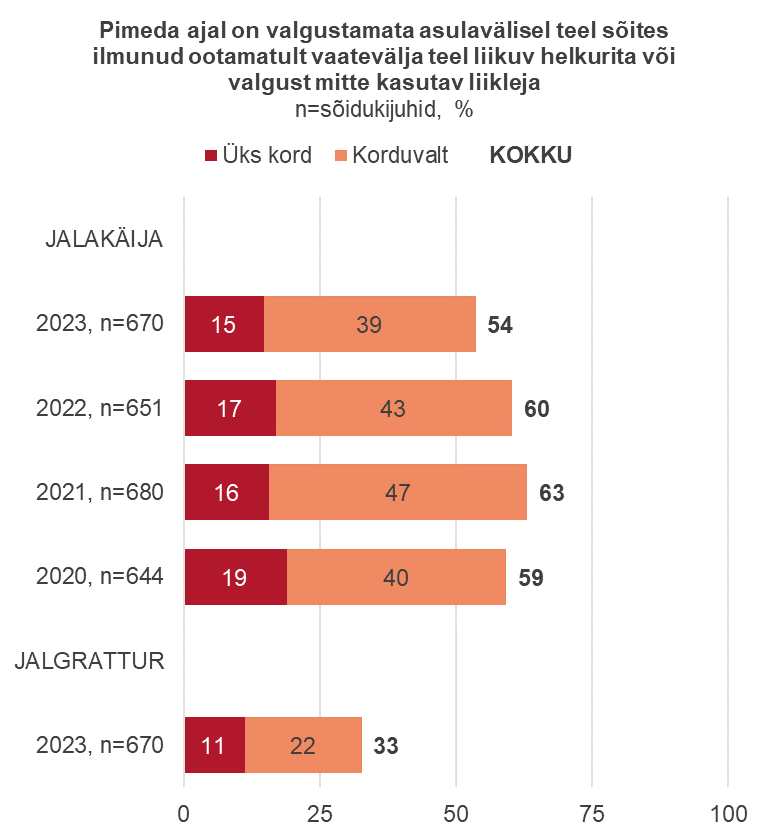 Pimeda ajal on valgustamata asulavälisel teel sõites
ilmunud ootamatult vaatevälja teel liikuv helkurita või
valgust mitte kasutav liikleja
n=sõidukijuhid, %
Üks kord Korduvalt KOKKU
JALAKÄIJA
2023, n=670 15 39 54
2022, n=651 17 43 60
2021, n=680 16 47 63
2020, n=644 19 40 59
JALGRATTUR
2023, n=670 11 22 33
0 25 50 75 100